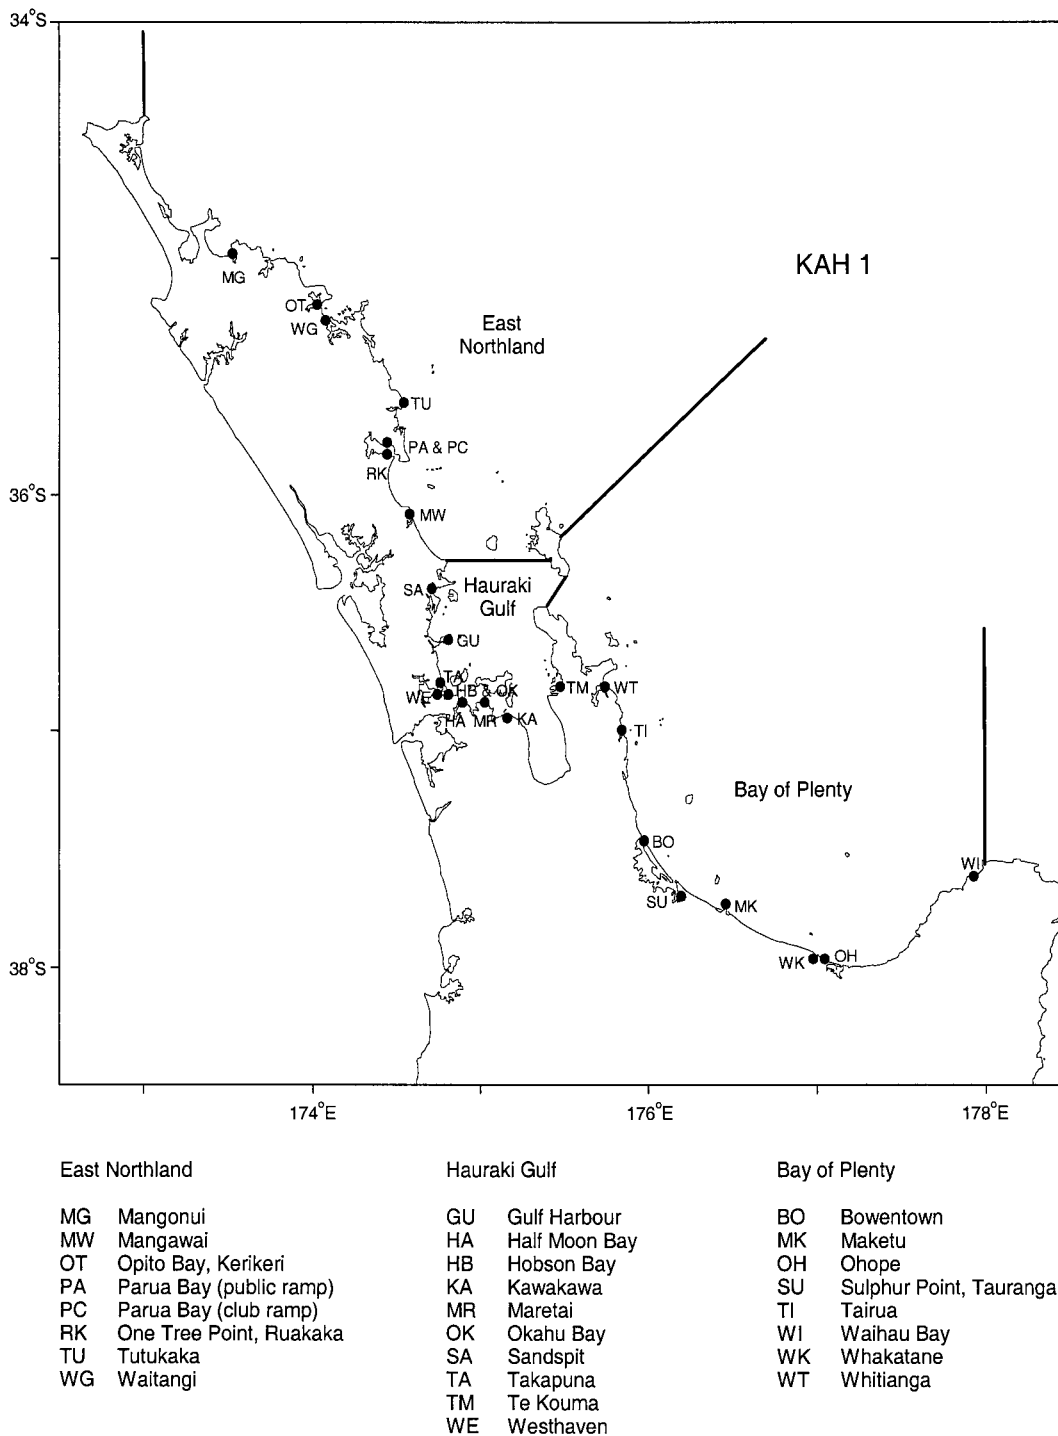 34°S
KAH 1
MG
OT
East
Northland
WG
TU
PA & PC
RK
36°S
MW
Hauraki
Gulf
SA
GU
TA
WE
HB & OK
TM
WT
HA
MR
KA
TI
Bay of Plenty
BO
WI
SU
MK
38°S
WK
OH
174°E
176°E
178°E
East Northland
MG Mangonui
MW Mangawai
OT Opito Bay, Kerikeri
PA Parua Bay (public ramp)
PC Parua Bay (club ramp)
RK One Tree Point, Ruakaka
TU Tutukaka
WG Waitangi
Hauraki Gulf
GU Gulf Harbour
HA Half Moon Bay
HB Hobson Bay
KA Kawakawa
MR Maretai
OK Okahu Bay
SA Sandspit
TA Takapuna
TM Te Kouma
WE Westhaven
Bay of Plenty
BO Bowentown
MK Maketu
OH Ohope
SU Sulphur Point, Tauranga
TI Tairua
WI Waihau Bay
WK Whakatane
WT Whitianga